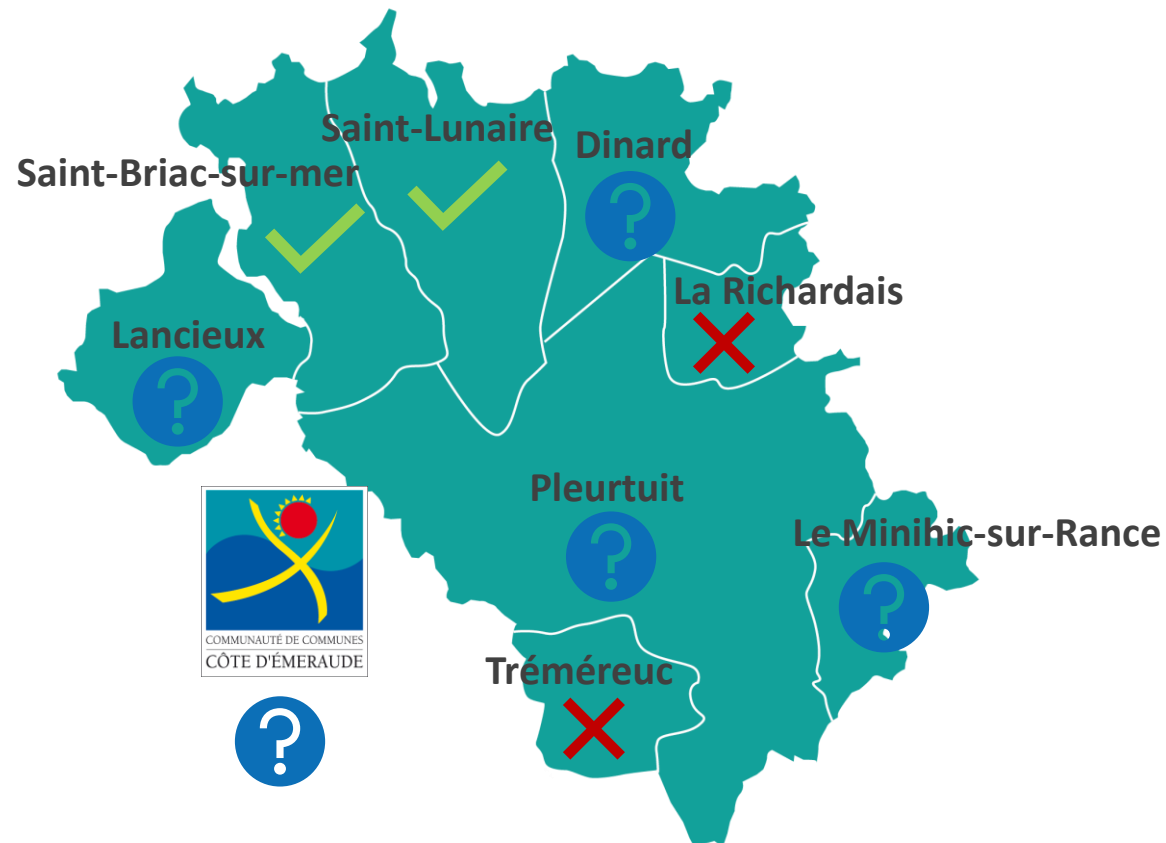 Saint-Lunaire
Dinard
Saint-Briac-sur-mer
La Richardais
Lancieux
Pleurtuit
Le Minihic-sur-Rance
COMMUNAUTÉ DE COMMUNES
CÔTE D'ÉMERAUDE
Tréméreuc